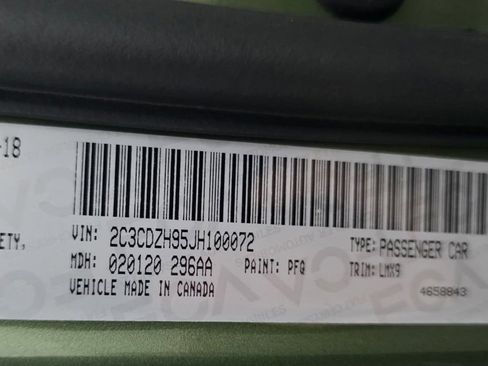 -18
ETY,
VIN: 2C3CDZH95JH100072 TYPE: PASSENGER CAR
MDH: 020120 296AA PAINT: PFQ TRIM: LMX9
VEHICLE MADE IN CANADA 4658843